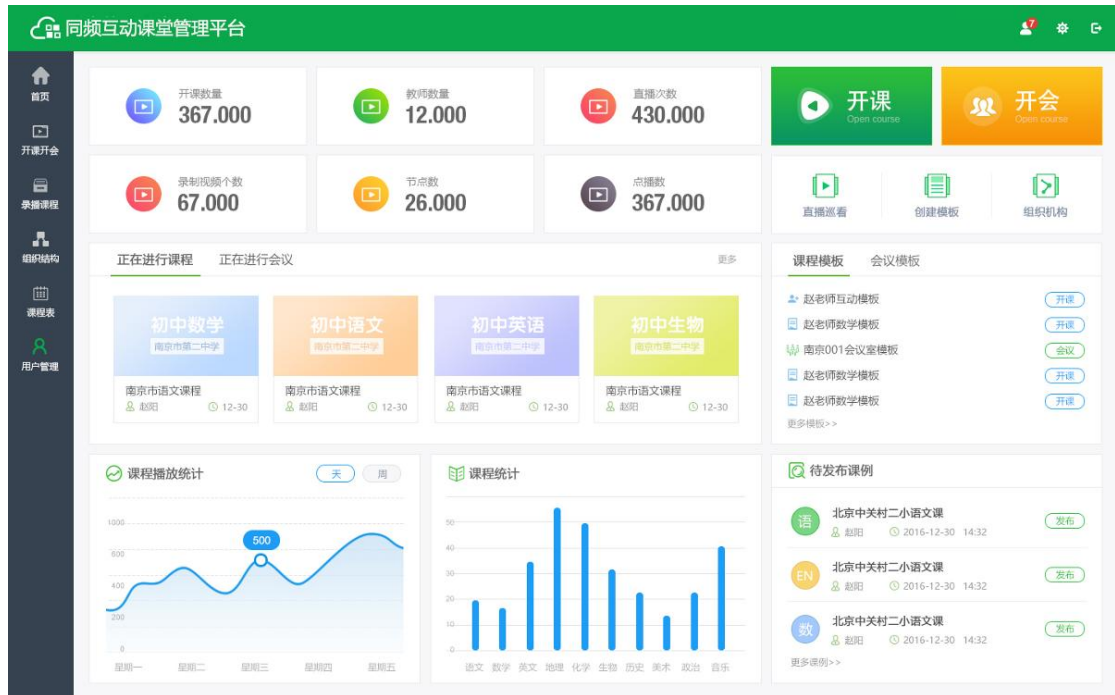 同频互动课堂管理平台
7
首页
开课开会
录播课程
组织结构
课程表
用户管理
开课数量
367.000
教师数量
12.000
直播次数
430.000
录制视频个数
67.000
节点数
26.000
点播数
367.000
开课
Open course
开会
Open course
直播巡看
创建模板
组织机构
正在进行课程 正在进行会议 更多
初中数学
南京市第二中学
南京市语文课程
赵阳 12-30
初中语文
南京市第二中学
南京市语文课程
赵阳 12-30
初中英语
南京市第二中学
南京市语文课程
赵阳 12-30
初中生物
南京市第二中学
南京市语文课程
赵阳 12-30
课程模板 会议模板
赵老师互动模板 开课
赵老师数学模板 开课
南京001会议室模板 会议
赵老师数学模板 开课
赵老师数学模板 开课
更多模板>>
课程播放统计 天 周
1000
600
400
200
0
500
星期一 星期二 星期三 星期四 星期五
课程统计
50
40
30
20
10
0
语文 数学 英文 地理 化学 生物 历史 美术 政治 音乐
待发布课例
语
北京中关村二小语文课
赵阳 2016-12-30 14:32
发布
EN
北京中关村二小语文课
赵阳 2016-12-30 14:32
发布
数
北京中关村二小语文课
赵阳 2016-12-30 14:32
发布
更多课例>>